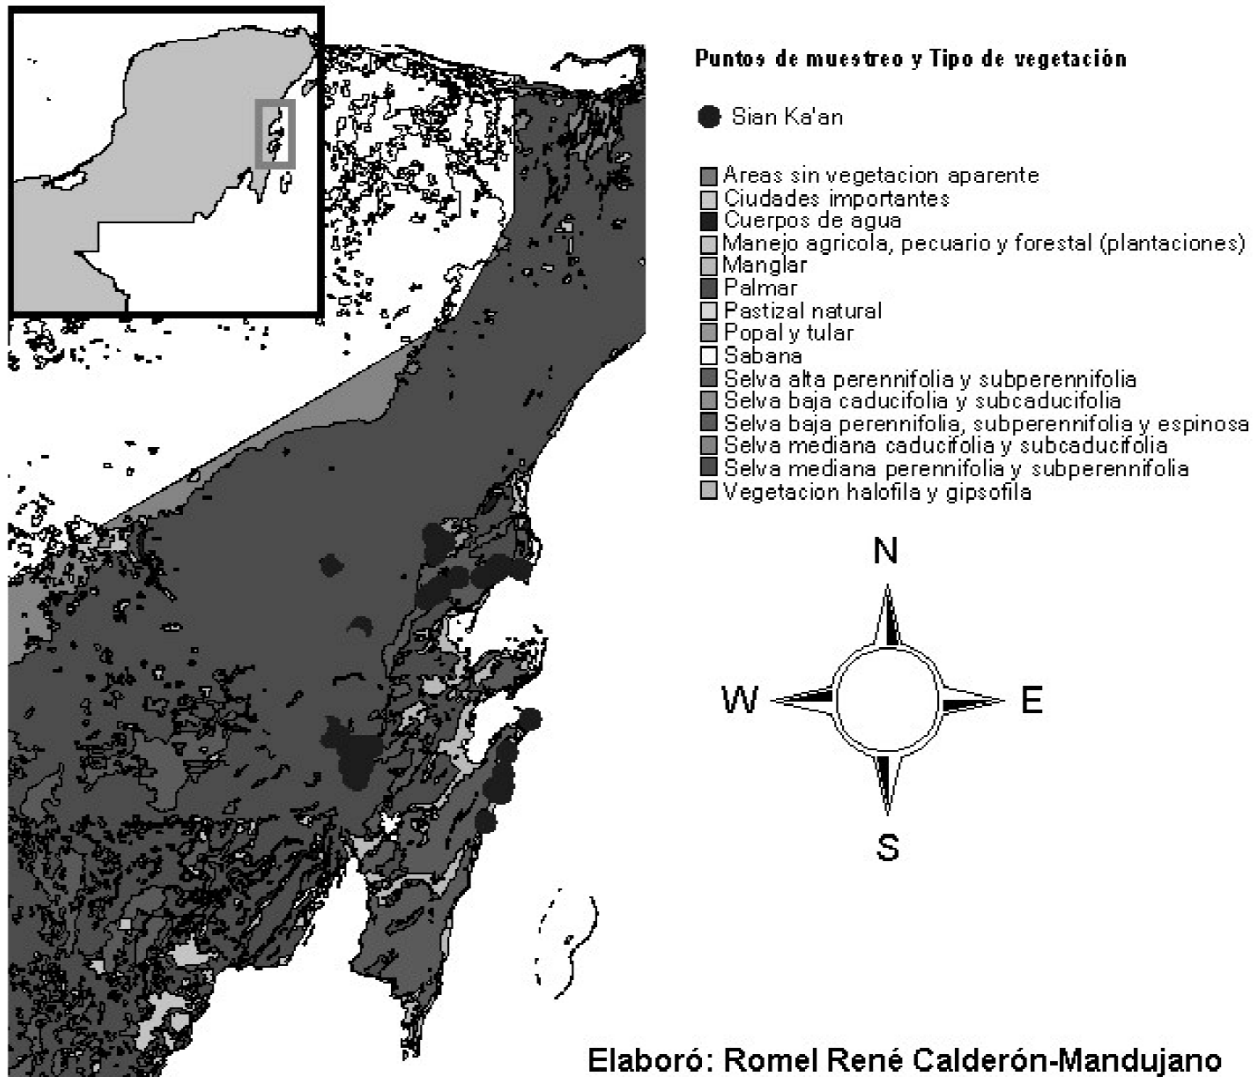 Puntos de muestreo y Tipo de vegetación
Sian Ka'an
Areas sin vegetacion aparente
Ciudades importantes
Cuerpos de agua
Manejo agrícola, pecuario y forestal (plantaciones)
Manglar
Palmar
Pastizal natural
Popal y tular
Sabana
Selva alta perennifolia y subperennifolia
Selva baja caducifolia y subcaducifolia
Selva baja perennifolia, subperennifolia y espinosa
Selva mediana caducifolia y subcaducifolia
Selva mediana perennifolia y subperennifolia
Vegetacion halofila y gipsofila
N
W E
S
Elaboró: Romel René Calderón-Mandujano